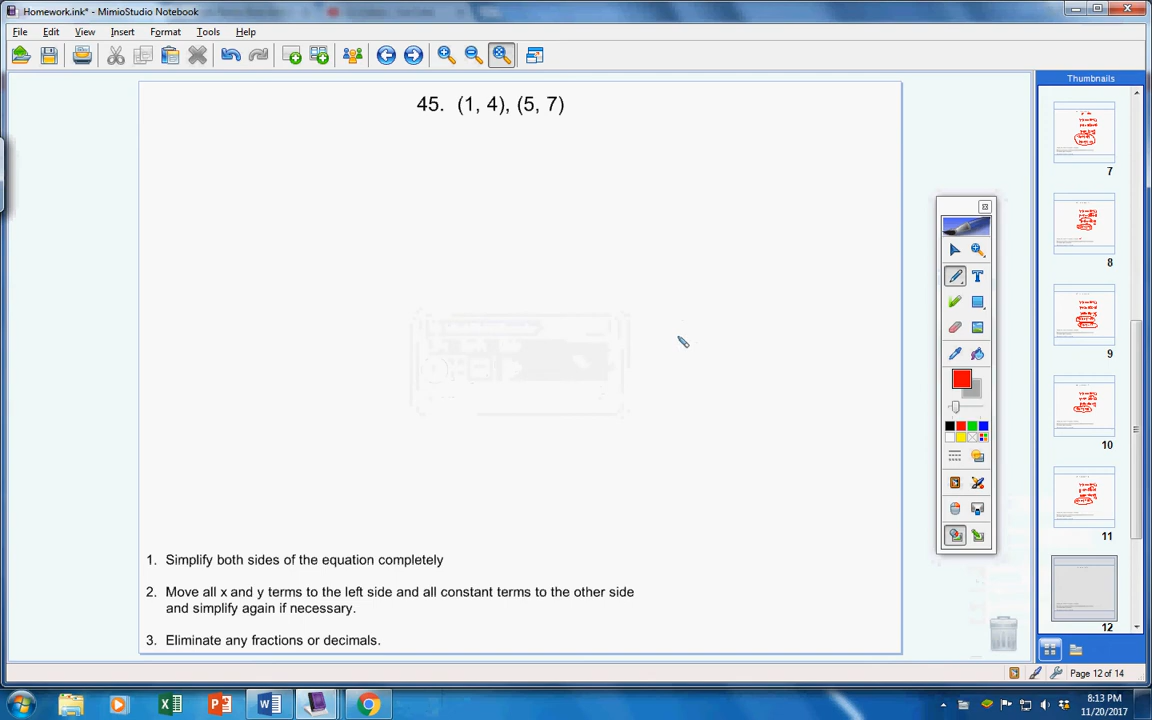 Homework.ink* - MimioStudio Notebook
File Edit View Insert Format Tools Help
45. (1, 4), (5, 7)
1. Simplify both sides of the equation completely
2. Move all x and y terms to the left side and all constant terms to the other side
and simplify again if necessary.
3. Eliminate any fractions or decimals.
Thumbnails
7
8
9
10
11
12
Page 12 of 14
8:13 PM
11/20/2017